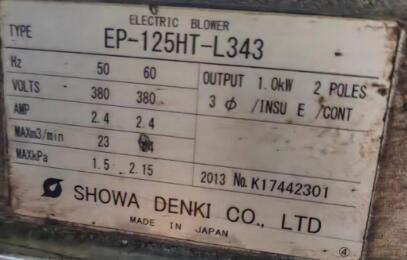 ELECTRIC BLOWER
TYPE EP-125HT-L343
Hz 50 60
VOLTS 380 380
AMP 2.4 2.4
MAXm3/min 23
MAXkPa 1.5 2.15
OUTPUT 1.0kW 2 POLES
3 φ /INSU E /CONT
2013 No.K17442301
SHOWA DENKI CO., LTD
MADE IN JAPAN
④